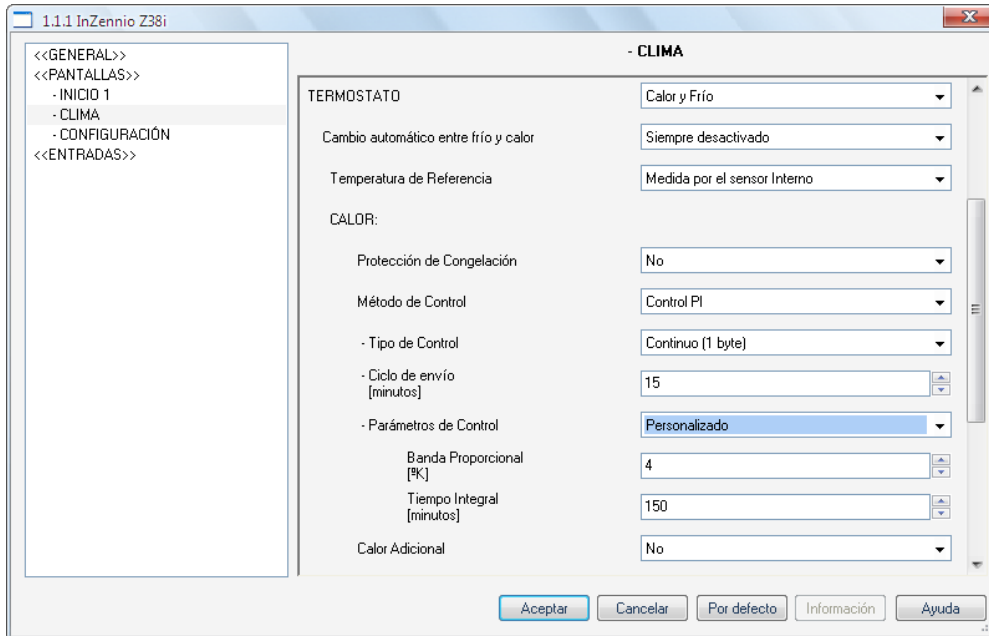 1.1.1 InZennio Z38i
<<GENERAL>>
<<PANTALLAS>>
- INICIO 1
- CLIMA
- CONFIGURACIÓN
<<ENTRADAS>>
- CLIMA
TERMOSTATO Calor y Frío
Cambio automático entre frío y calor Siempre desactivado
Temperatura de Referencia Medida por el sensor Interno
CALOR:
Protección de Congelación No
Método de Control Control PI
- Tipo de Control Continuo (1 byte)
- Ciclo de envío
[minutos] 15
- Parámetros de Control Personalizado
Banda Proporcional
[ºK] 4
Tiempo Integral
[minutos] 150
Calor Adicional No
Aceptar Cancelar Por defecto Información Ayuda